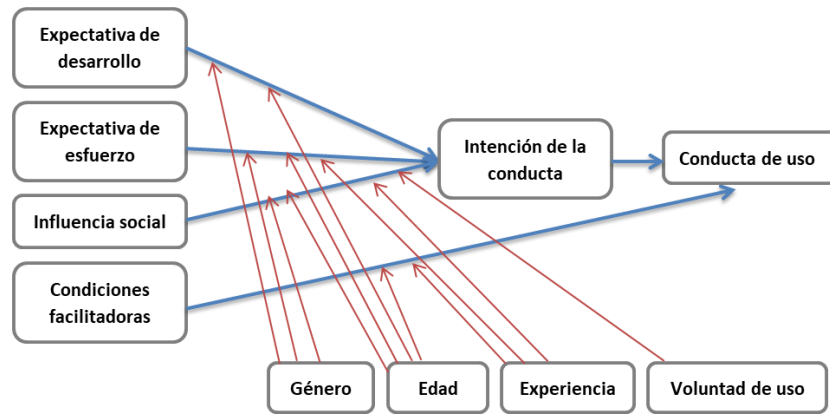 Expectativa de
desarrollo
Expectativa de
esfuerzo
Intención de la
conducta
Conducta de uso
Influencia social
Condiciones
facilitadoras
Género
Edad
Experiencia
Voluntad de uso